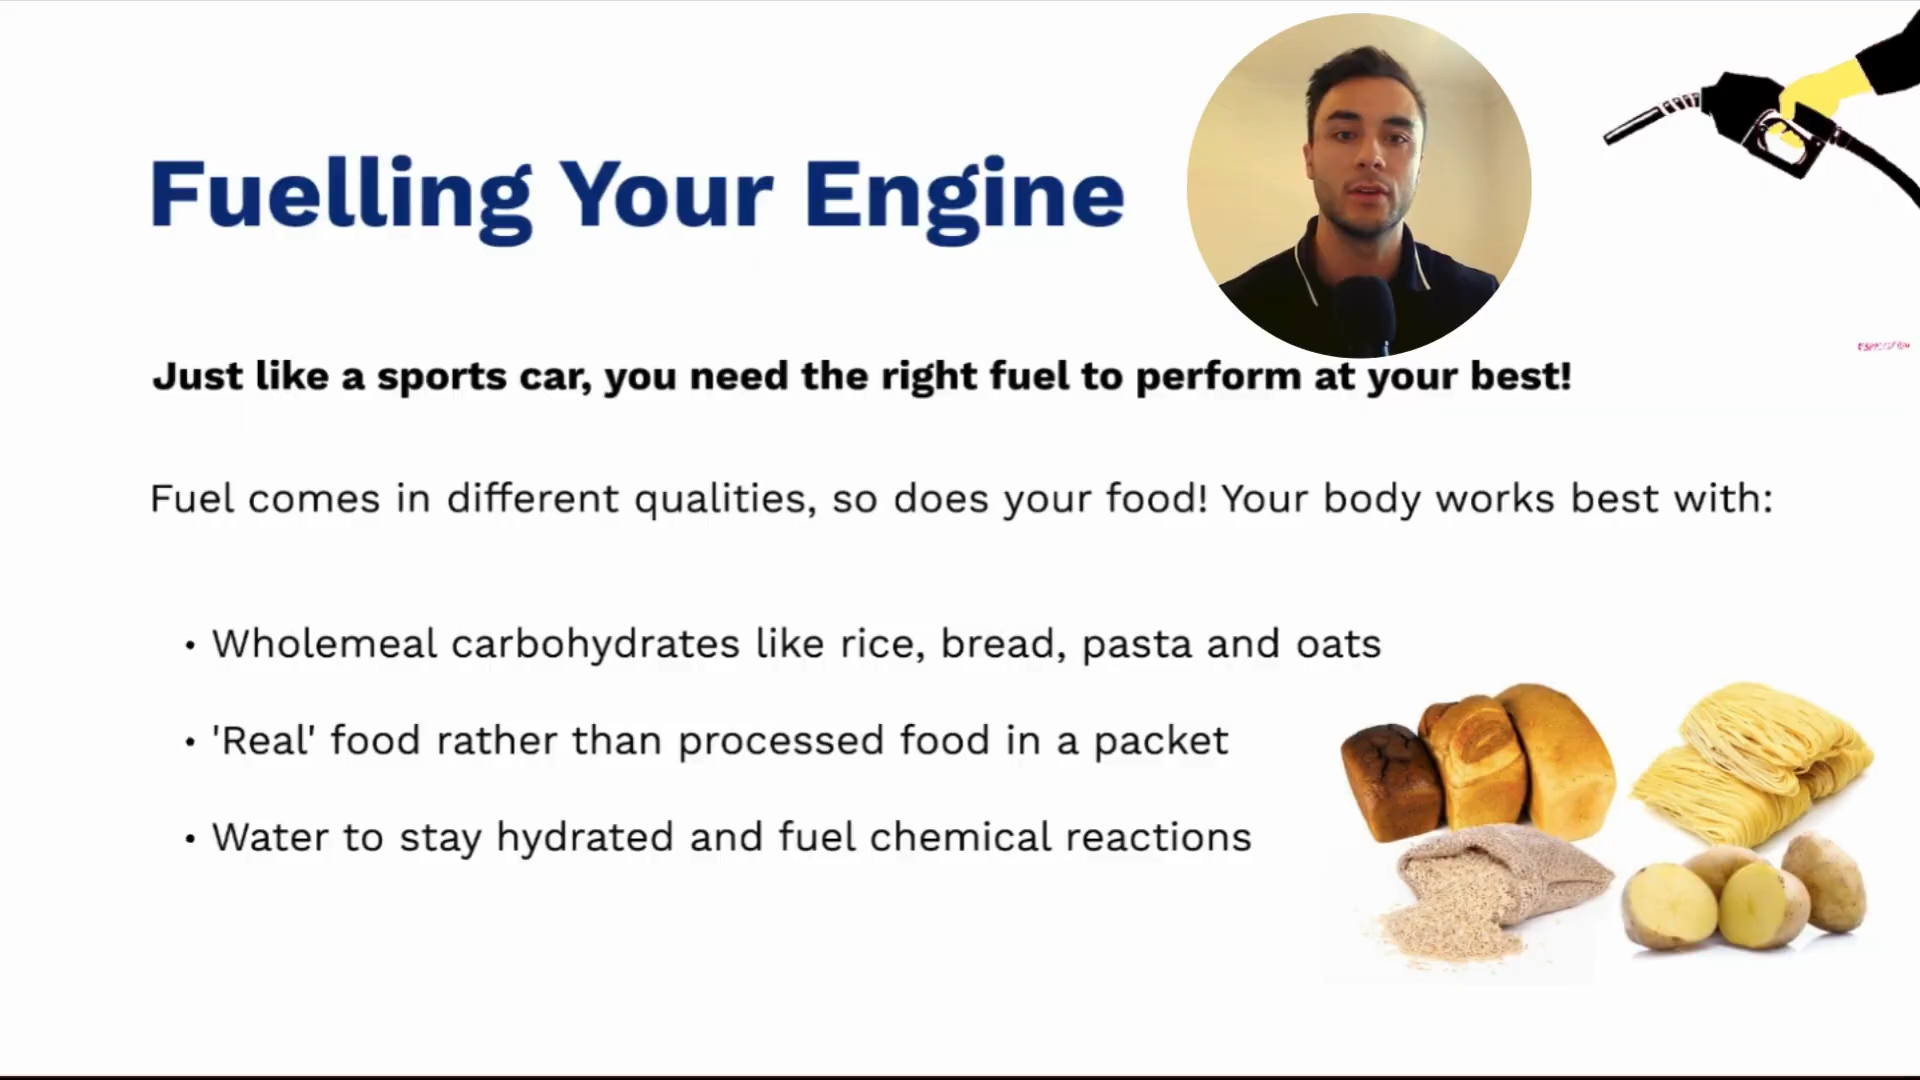 Fuelling Your Engine
Just like a sports car, you need the right fuel to perform at your best!
Fuel comes in different qualities, so does your food! Your body works best with:
• Wholemeal carbohydrates like rice, bread, pasta and oats
• 'Real' food rather than processed food in a packet
• Water to stay hydrated and fuel chemical reactions